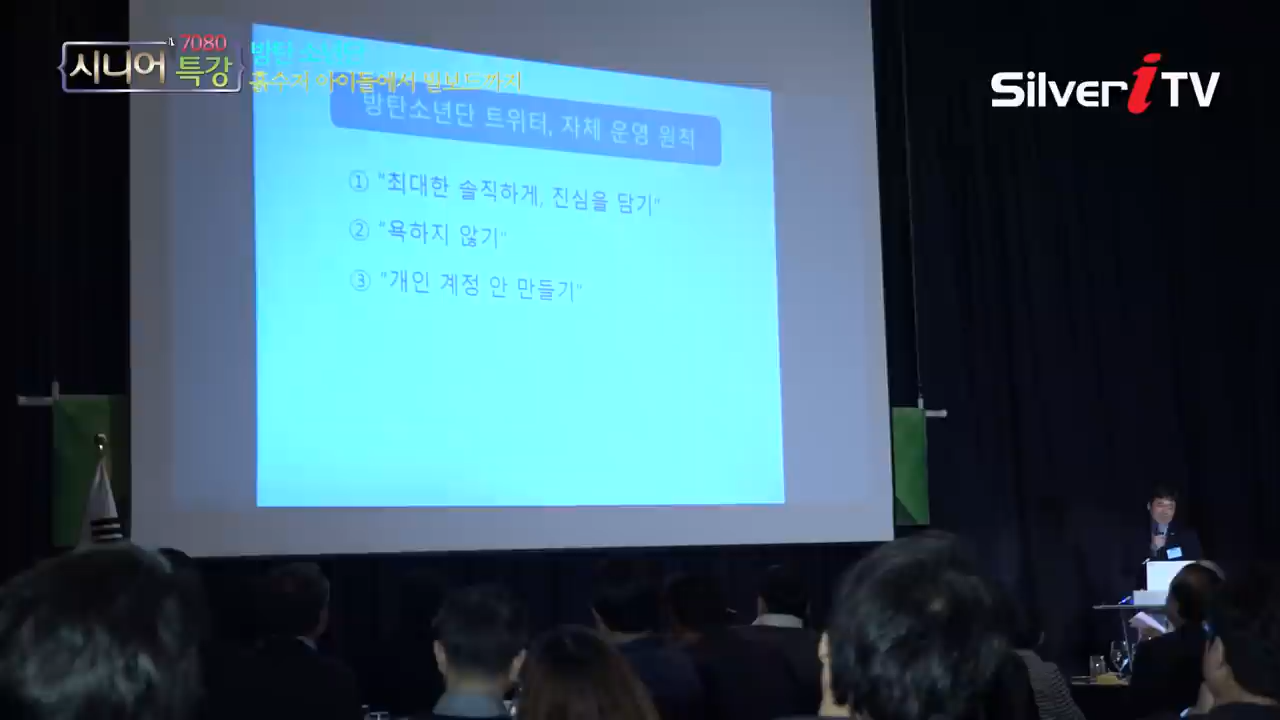 7080
시니어 특강
방탄 소년단
흙수저 아이돌에서 빌보드까지
Silver i TV
방탄소년단 트위터, 자체 운영 원칙
① "최대한 솔직하게, 진심을 담기"
② "욕하지 않기"
③ "개인 계정 안 만들기"